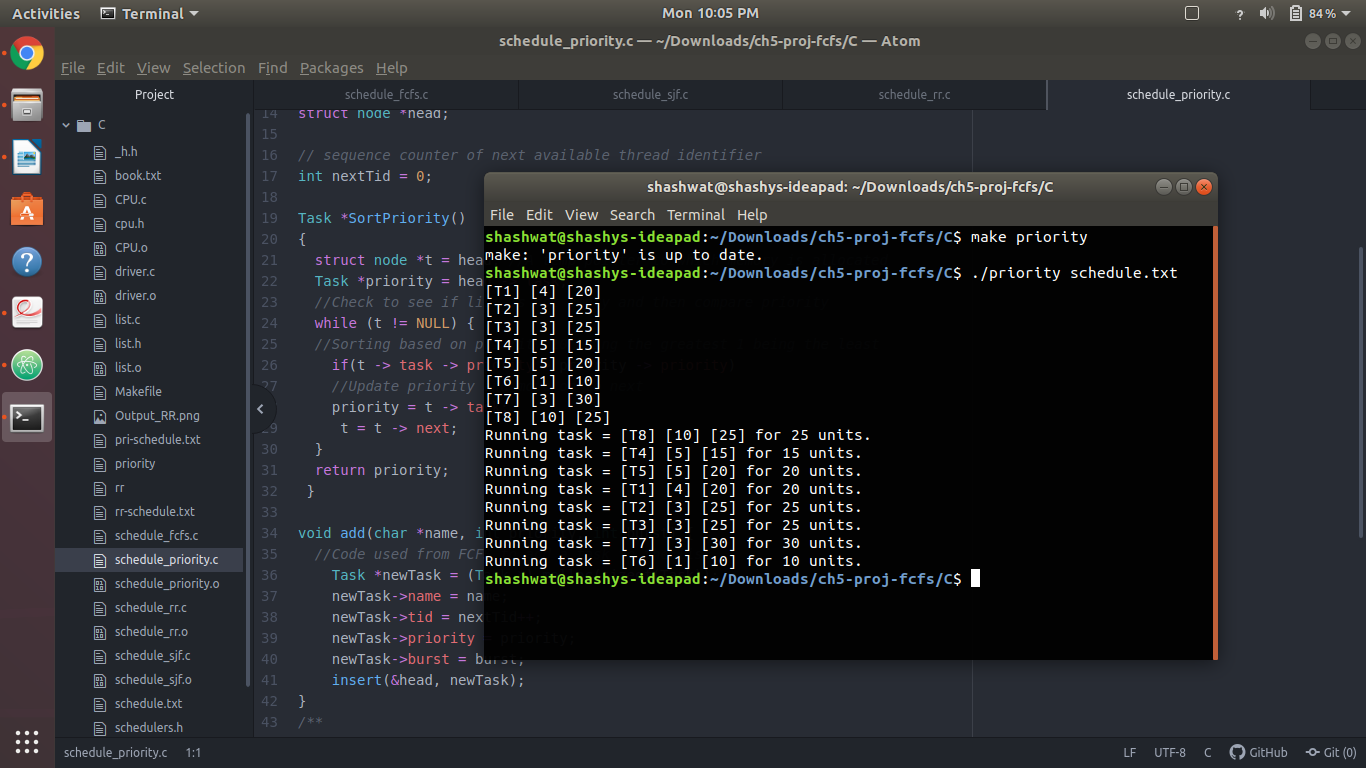 Activities Terminal Mon 10:05 PM ? 84%
schedule_priority.c — ~/Downloads/ch5-proj-fcfs/C — Atom
File Edit View Selection Find Packages Help
Project
C
_h.h
book.txt
CPU.c
cpu.h
CPU.o
driver.c
driver.o
list.c
list.h
list.o
Makefile
Output_RR.png
pri-schedule.txt
priority
rr
rr-schedule.txt
schedule_fcfs.c
schedule_priority.c
schedule_priority.o
schedule_rr.c
schedule_rr.o
schedule_sjf.c
schedule_sjf.o
schedule.txt
schedulers.h
schedule_fcfs.c schedule_sjf.c schedule_rr.c schedule_priority.c
14 struct node *head;
15
16 // sequence counter of next available thread identifier
17 int nextTid = 0;
18
19 Task *SortPriority()
20 {
21 struct node *t = hea
22 Task *priority = hea
23 //Check to see if li
24 while (t != NULL) {
25 //Sorting based on p
26 if(t -> task -> pr
27 //Update priority
28 priority = t -> ta
29 t = t -> next;
30 }
31 return priority;
32 }
33
34 void add(char *name, i
35 //Code used from FCF
36 Task *newTask = (T
37 newTask->name = na
38 newTask->tid = nex
39 newTask->priority = priority;
40 newTask->burst = burst;
41 insert(&head, newTask);
42 }
43 /**
shashwat@shashys-ideapad: ~/Downloads/ch5-proj-fcfs/C
File Edit View Search Terminal Help
shashwat@shashys-ideapad:~/Downloads/ch5-proj-fcfs/C$ make priority
make: 'priority' is up to date.
shashwat@shashys-ideapad:~/Downloads/ch5-proj-fcfs/C$ ./priority schedule.txt
[T1] [4] [20]
[T2] [3] [25]
[T3] [3] [25]
[T4] [5] [15]
[T5] [5] [20]
[T6] [1] [10]
[T7] [3] [30]
[T8] [10] [25]
Running task = [T8] [10] [25] for 25 units.
Running task = [T4] [5] [15] for 15 units.
Running task = [T5] [5] [20] for 20 units.
Running task = [T1] [4] [20] for 20 units.
Running task = [T2] [3] [25] for 25 units.
Running task = [T3] [3] [25] for 25 units.
Running task = [T7] [3] [30] for 30 units.
Running task = [T6] [1] [10] for 10 units.
shashwat@shashys-ideapad:~/Downloads/ch5-proj-fcfs/C$
schedule_priority.c 1:1 LF UTF-8 C GitHub Git (0)